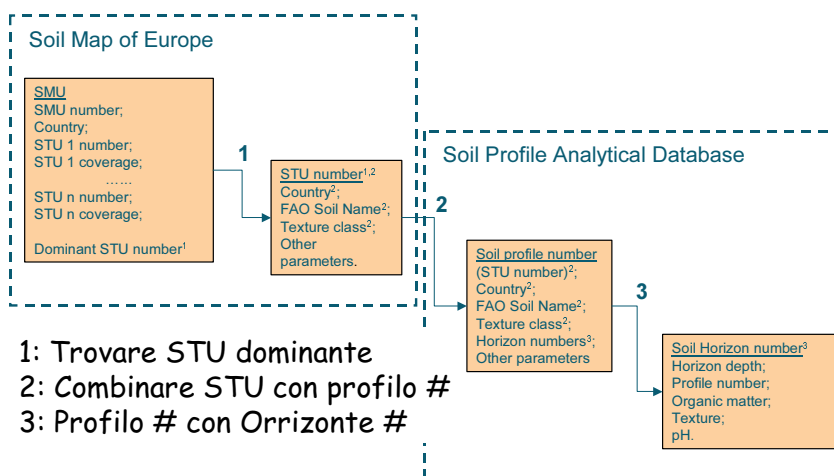 Soil Map of Europe
SMU
SMU number;
Country;
STU 1 number;
STU 1 coverage;
......
STU n number;
STU n coverage;
Dominant STU number¹
1
STU number¹,²
Country²;
FAO Soil Name²;
Texture class²;
Other
parameters.
2
Soil Profile Analytical Database
Soil profile number
(STU number)²;
Country²;
FAO Soil Name²;
Texture class²;
Horizon numbers³;
Other parameters
3
Soil Horizon number³
Horizon depth;
Profile number;
Organic matter;
Texture;
pH.
1: Trovare STU dominante
2: Combinare STU con profilo #
3: Profilo # con Orrizonte #